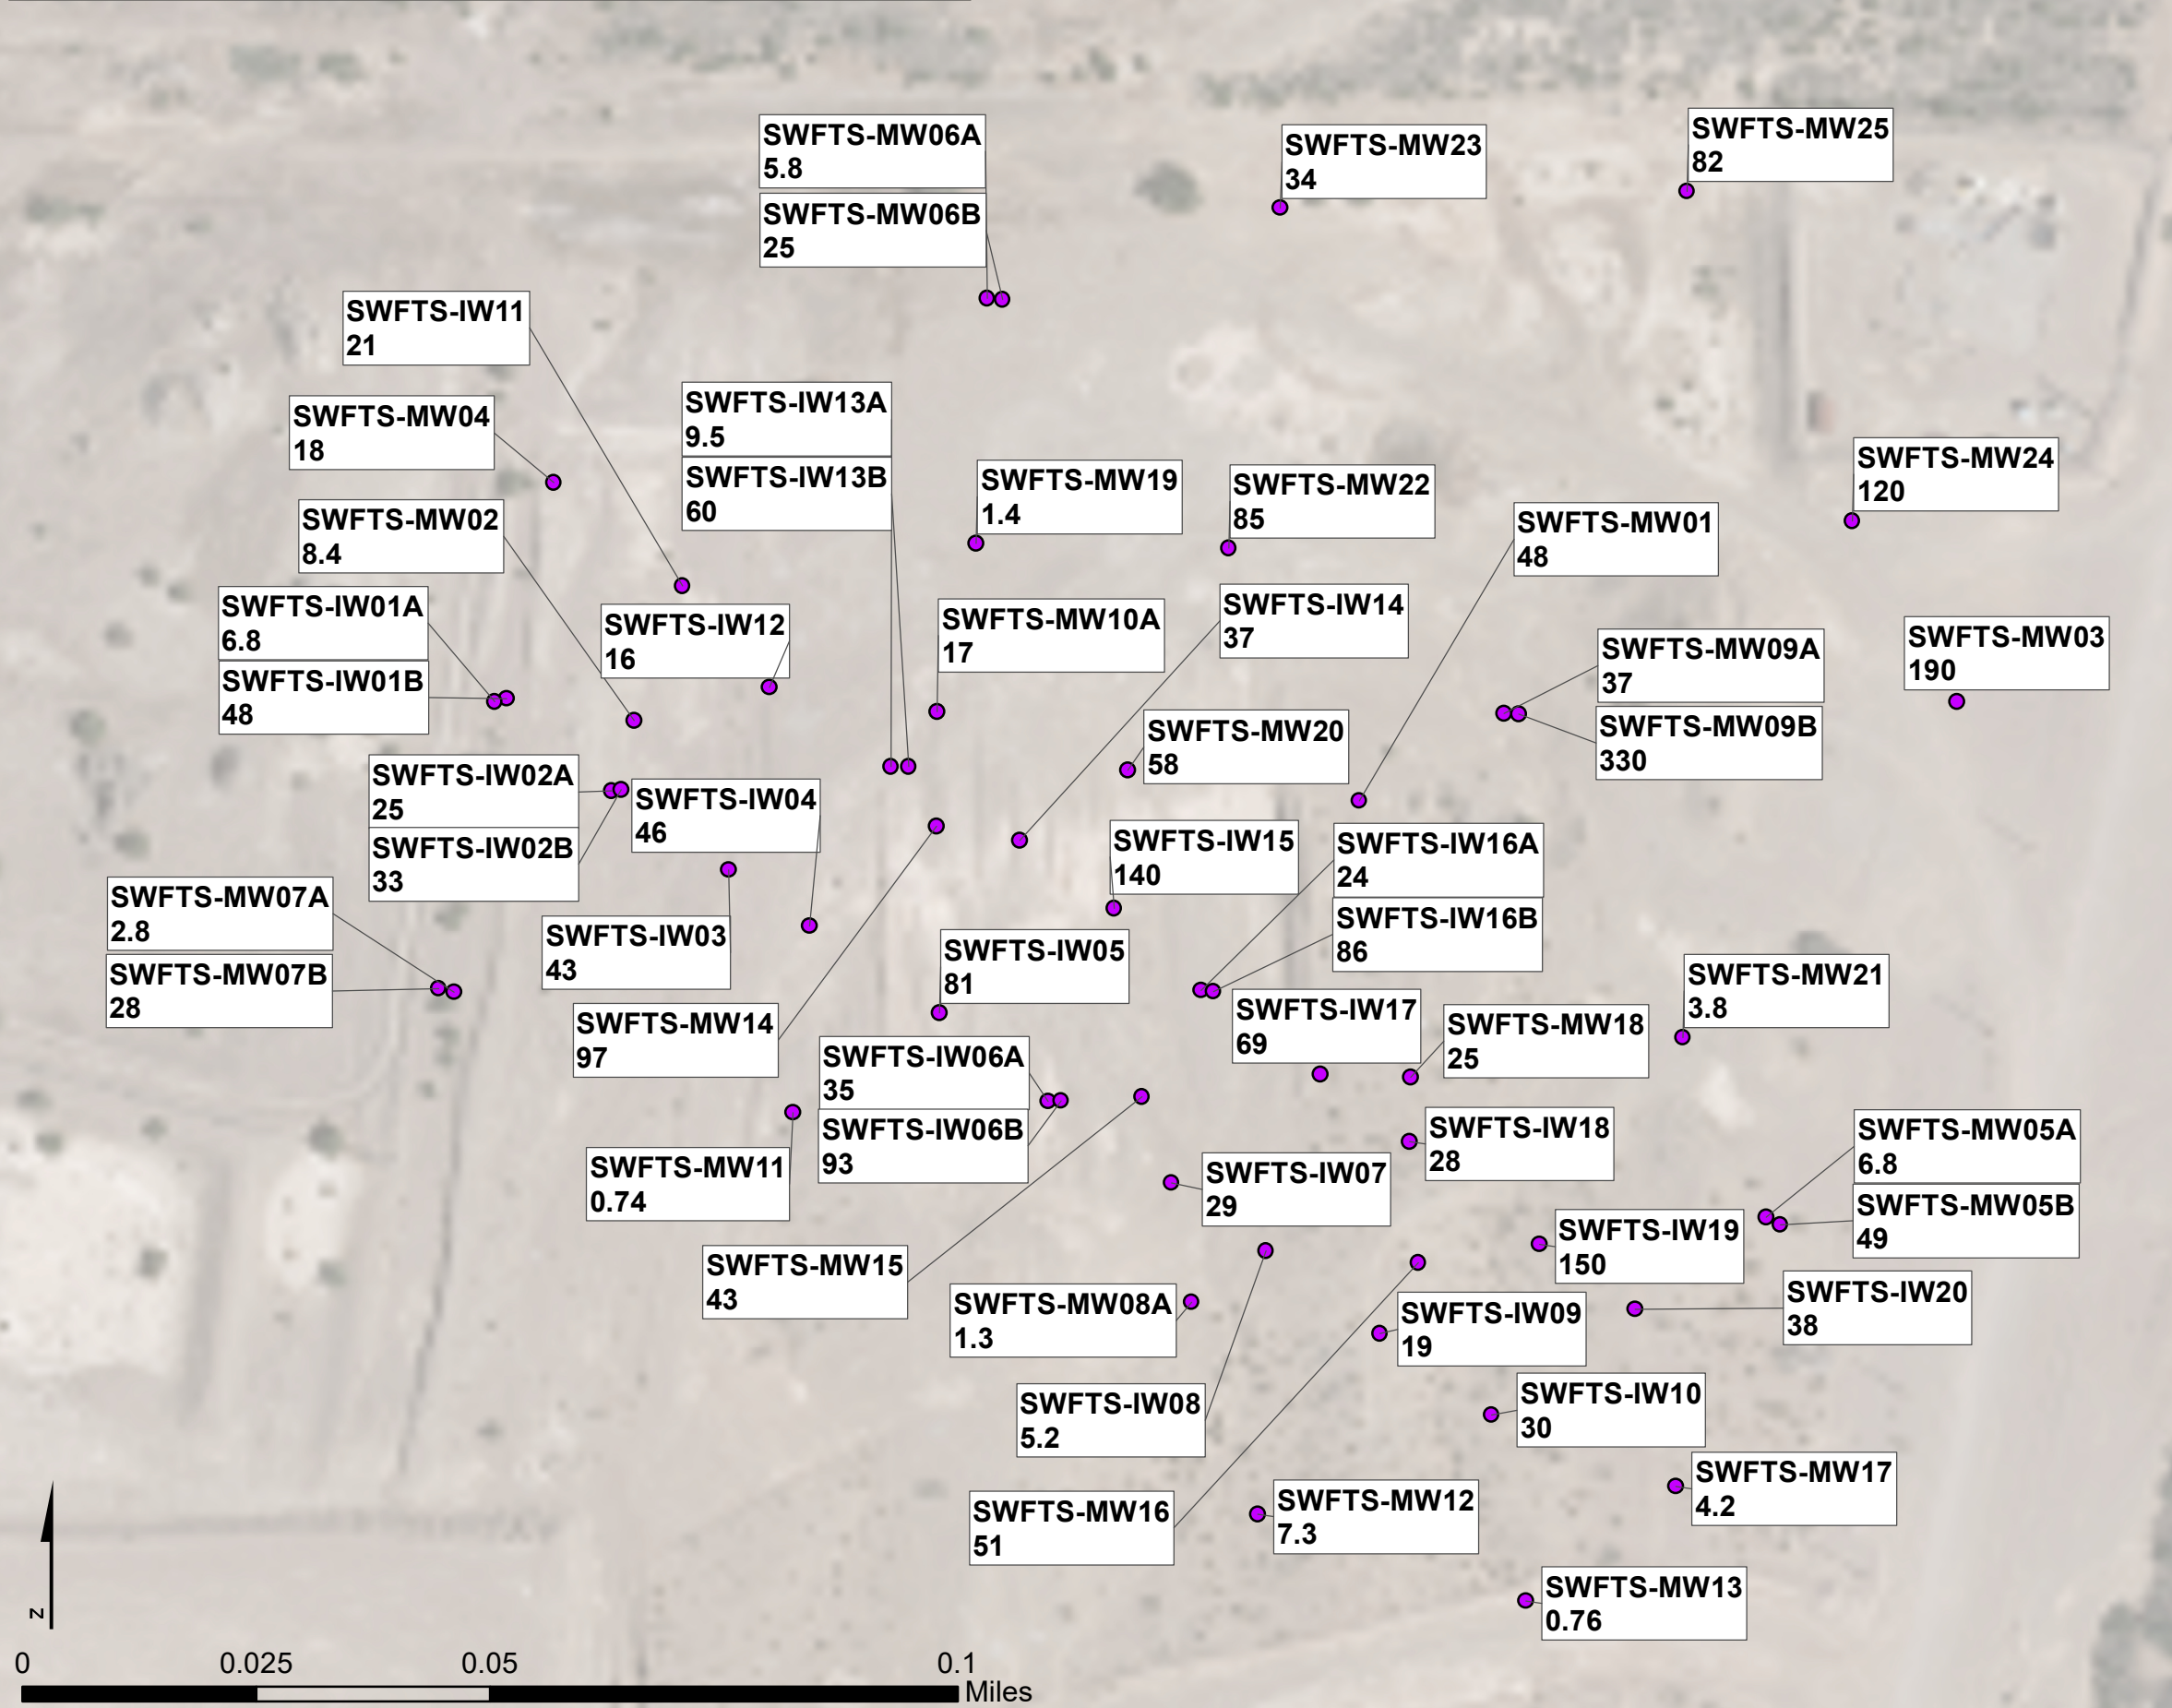 SWFTS-MW06A
5.8
SWFTS-MW06B
25
SWFTS-MW23
34
SWFTS-MW25
82
SWFTS-IW11
21
SWFTS-MW04
18
SWFTS-IW13A
9.5
SWFTS-IW13B
60
SWFTS-MW19
1.4
SWFTS-MW22
85
SWFTS-MW24
120
SWFTS-MW02
8.4
SWFTS-MW01
48
SWFTS-IW01A
6.8
SWFTS-IW01B
48
SWFTS-IW12
16
SWFTS-MW10A
17
SWFTS-IW14
37
SWFTS-MW09A
37
SWFTS-MW09B
330
SWFTS-MW03
190
SWFTS-MW20
58
SWFTS-IW02A
25
SWFTS-IW02B
33
SWFTS-IW04
46
SWFTS-IW15
140
SWFTS-IW16A
24
SWFTS-IW16B
86
SWFTS-MW07A
2.8
SWFTS-MW07B
28
SWFTS-IW03
43
SWFTS-IW05
81
SWFTS-MW21
3.8
SWFTS-MW14
97
SWFTS-IW17
69
SWFTS-MW18
25
SWFTS-IW06A
35
SWFTS-IW06B
93
SWFTS-MW11
0.74
SWFTS-IW18
28
SWFTS-MW05A
6.8
SWFTS-MW05B
49
SWFTS-IW07
29
SWFTS-IW19
150
SWFTS-MW15
43
SWFTS-MW08A
1.3
SWFTS-IW09
19
SWFTS-IW20
38
SWFTS-IW08
5.2
SWFTS-IW10
30
SWFTS-MW17
4.2
SWFTS-MW16
51
SWFTS-MW12
7.3
SWFTS-MW13
0.76
N
0 0.025 0.05 0.1
Miles